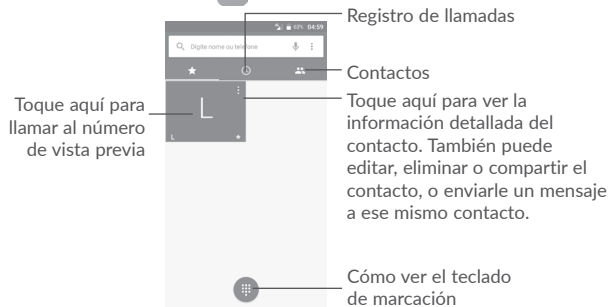 Registro de llamadas
63% 04:59
Digite nome ou telefone
Contactos
Toque aquí para
llamar al número
de vista previa
L
L
Toque aquí para ver la
información detallada del
contacto. También puede
editar, eliminar o compartir el
contacto, o enviarle un mensaje
a ese mismo contacto.
Cómo ver el teclado
de marcación